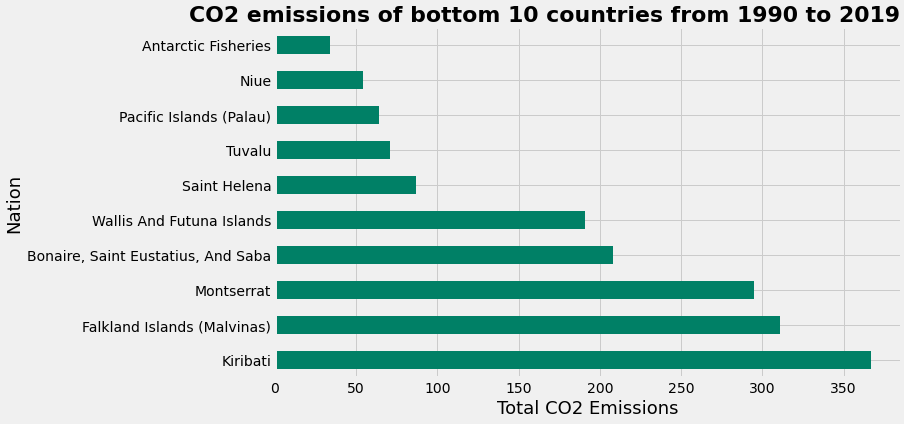 CO2 emissions of bottom 10 countries from 1990 to 2019
Nation
Antarctic Fisheries
Niue
Pacific Islands (Palau)
Tuvalu
Saint Helena
Wallis And Futuna Islands
Bonaire, Saint Eustatius, And Saba
Montserrat
Falkland Islands (Malvinas)
Kiribati
0 50 100 150 200 250 300 350
Total CO2 Emissions